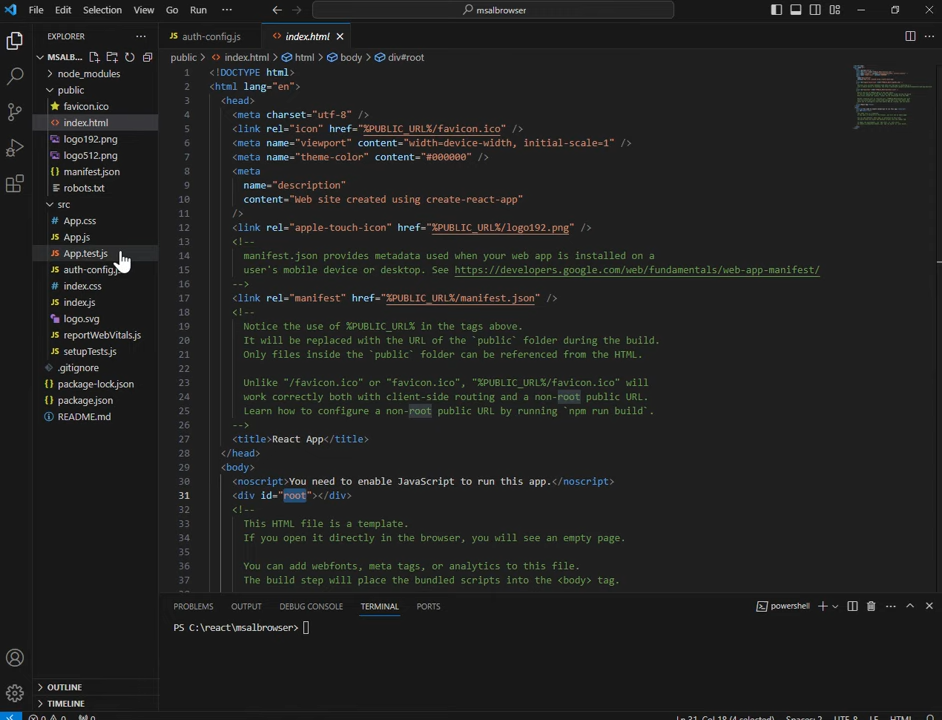 File Edit Selection View Go Run ··· msalbrowser
EXPLORER ···
MSALB...
node_modules
public
favicon.ico
index.html
logo192.png
logo512.png
manifest.json
robots.txt
src
App.css
App.js
App.test.js
auth-config.j
index.css
index.js
logo.svg
reportWebVitals.js
setupTests.js
.gitignore
package-lock.json
package.json
README.md
OUTLINE
TIMELINE
JS auth-config.js <> index.html
public > <> index.html > html > body > div#root
1 <!DOCTYPE html>
2 <html lang="en">
3 <head>
4 <meta charset="utf-8" />
5 <link rel="icon" href="%PUBLIC_URL%/favicon.ico" />
6 <meta name="viewport" content="width=device-width, initial-scale=1" />
7 <meta name="theme-color" content="#000000" />
8 <meta
9 name="description"
10 content="Web site created using create-react-app"
11 />
12 <link rel="apple-touch-icon" href="%PUBLIC_URL%/logo192.png" />
13 <!--
14 manifest.json provides metadata used when your web app is installed on a
15 user's mobile device or desktop. See https://developers.google.com/web/fundamentals/web-app-manifest/
16 -->
17 <link rel="manifest" href="%PUBLIC_URL%/manifest.json" />
18 <!--
19 Notice the use of %PUBLIC_URL% in the tags above.
20 It will be replaced with the URL of the `public` folder during the build.
21 Only files inside the `public` folder can be referenced from the HTML.
22
23 Unlike "/favicon.ico" or "favicon.ico", "%PUBLIC_URL%/favicon.ico" will
24 work correctly both with client-side routing and a non-root public URL.
25 Learn how to configure a non-root public URL by running `npm run build`.
26 -->
27 <title>React App</title>
28 </head>
29 <body>
30 <noscript>You need to enable JavaScript to run this app.</noscript>
31 <div id="root"></div>
32 <!--
33 This HTML file is a template.
34 If you open it directly in the browser, you will see an empty page.
35
36 You can add webfonts, meta tags, or analytics to this file.
37 The build step will place the bundled scripts into the <body> tag.
PROBLEMS OUTPUT DEBUG CONSOLE TERMINAL PORTS powershell
PS C:\react\msalbrowser>
Ln 31, Col 18 (4 selected) Spaces: 2 UTF-8 LF HTML